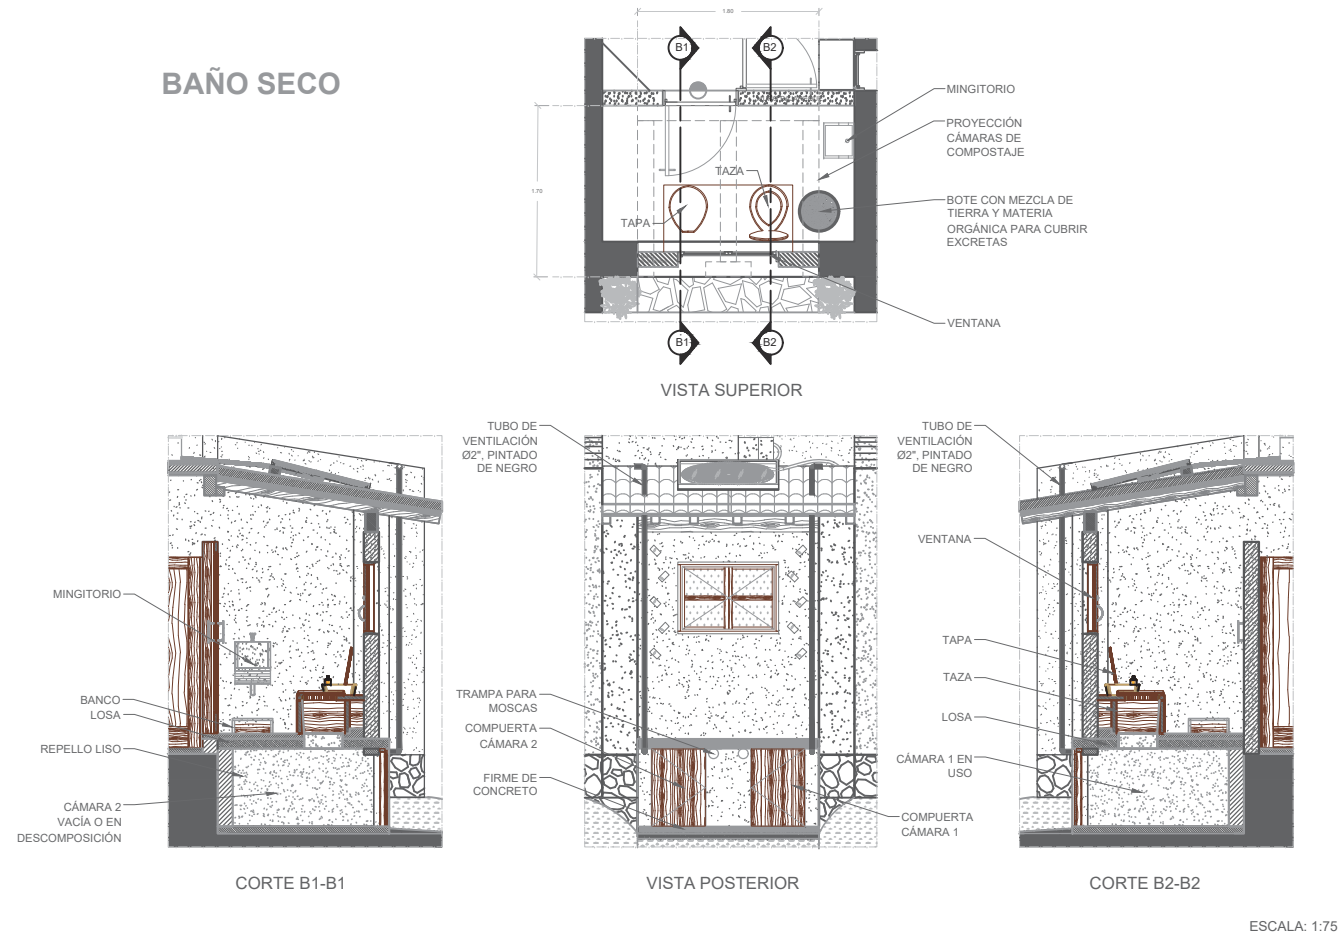 BAÑO SECO
1.80
B1
B2
MINGITORIO
PROYECCIÓN
CÁMARAS DE
COMPOSTAJE
TAZA
1.70
TAPA
BOTE CON MEZCLA DE
TIERRA Y MATERIA
ORGÁNICA PARA CUBRIR
EXCRETAS
VENTANA
B1
B2
VISTA SUPERIOR
MINGITORIO
BANCO
LOSA
REPELLO LISO
CÁMARA 2
VACÍA O EN
DESCOMPOSICIÓN
CORTE B1-B1
TUBO DE
VENTILACIÓN
Ø2", PINTADO
DE NEGRO
TRAMPA PARA
MOSCAS
COMPUERTA
CÁMARA 2
FIRME DE
CONCRETO
COMPUERTA
CÁMARA 1
VISTA POSTERIOR
TUBO DE
VENTILACIÓN
Ø2", PINTADO
DE NEGRO
VENTANA
TAPA
TAZA
LOSA
CÁMARA 1 EN
USO
CORTE B2-B2
ESCALA: 1:75